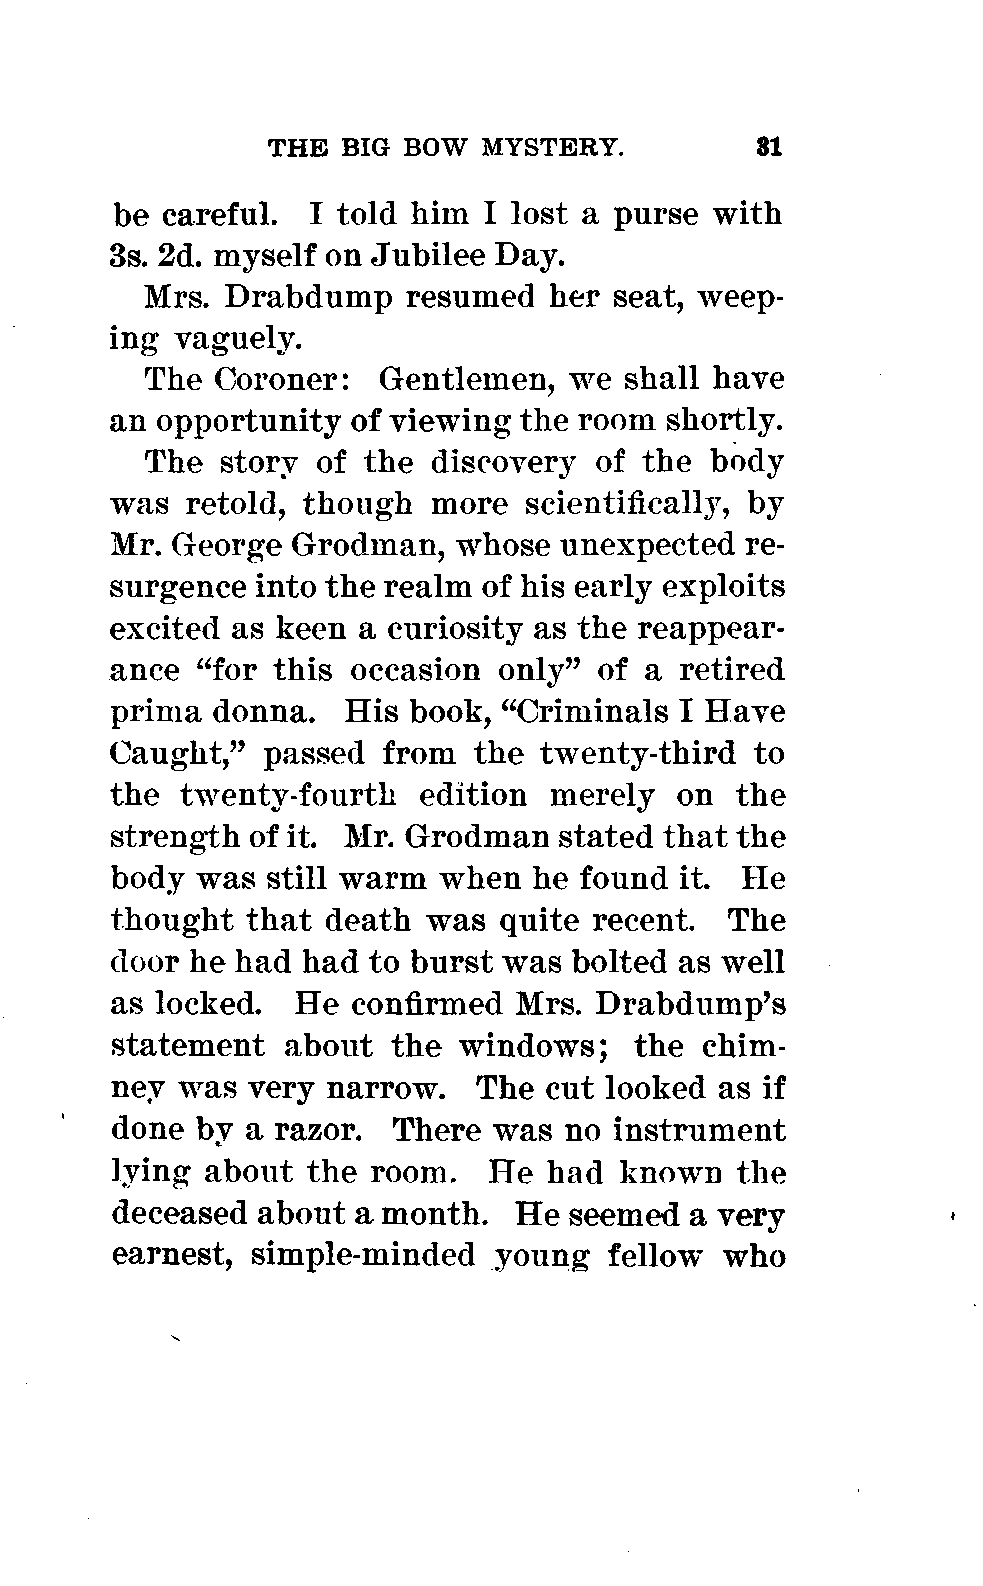 THE BIG BOW MYSTERY. 31
be careful. I told him I lost a purse with
3s. 2d. myself on Jubilee Day.
Mrs. Drabdump resumed her seat, weep-
ing vaguely.
The Coroner: Gentlemen, we shall have
an opportunity of viewing the room shortly.
The story of the discovery of the body
was retold, though more scientifically, by
Mr. George Grodman, whose unexpected re-
surgence into the realm of his early exploits
excited as keen a curiosity as the reappear-
ance “for this occasion only” of a retired
prima donna. His book, “Criminals I Have
Caught,” passed from the twenty-third to
the twenty-fourth edition merely on the
strength of it. Mr. Grodman stated that the
body was still warm when he found it. He
thought that death was quite recent. The
door he had had to burst was bolted as well
as locked. He confirmed Mrs. Drabdump’s
statement about the windows; the chim-
ney was very narrow. The cut looked as if
done by a razor. There was no instrument
lying about the room. He had known the
deceased about a month. He seemed a very
earnest, simple-minded young fellow who